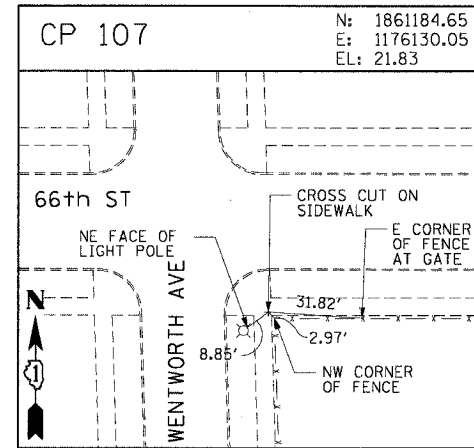 CP 107
N: 1861184.65
E: 1176130.05
EL: 21.83
66th ST
CROSS CUT ON
SIDEWALK
NE FACE OF
LIGHT POLE
E CORNER
OF FENCE
AT GATE
31.82'
2.97'
8.85'
NW CORNER
OF FENCE
WENTWORTH AVE
N
1